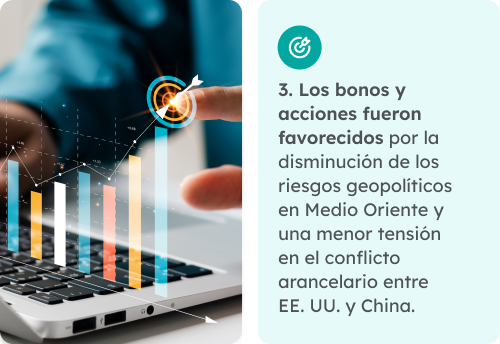 3. Los bonos y
acciones fueron
favorecidos por la
disminución de los
riesgos geopolíticos
en Medio Oriente y
una menor tensión
en el conflicto
arancelario entre
EE. UU. y China.